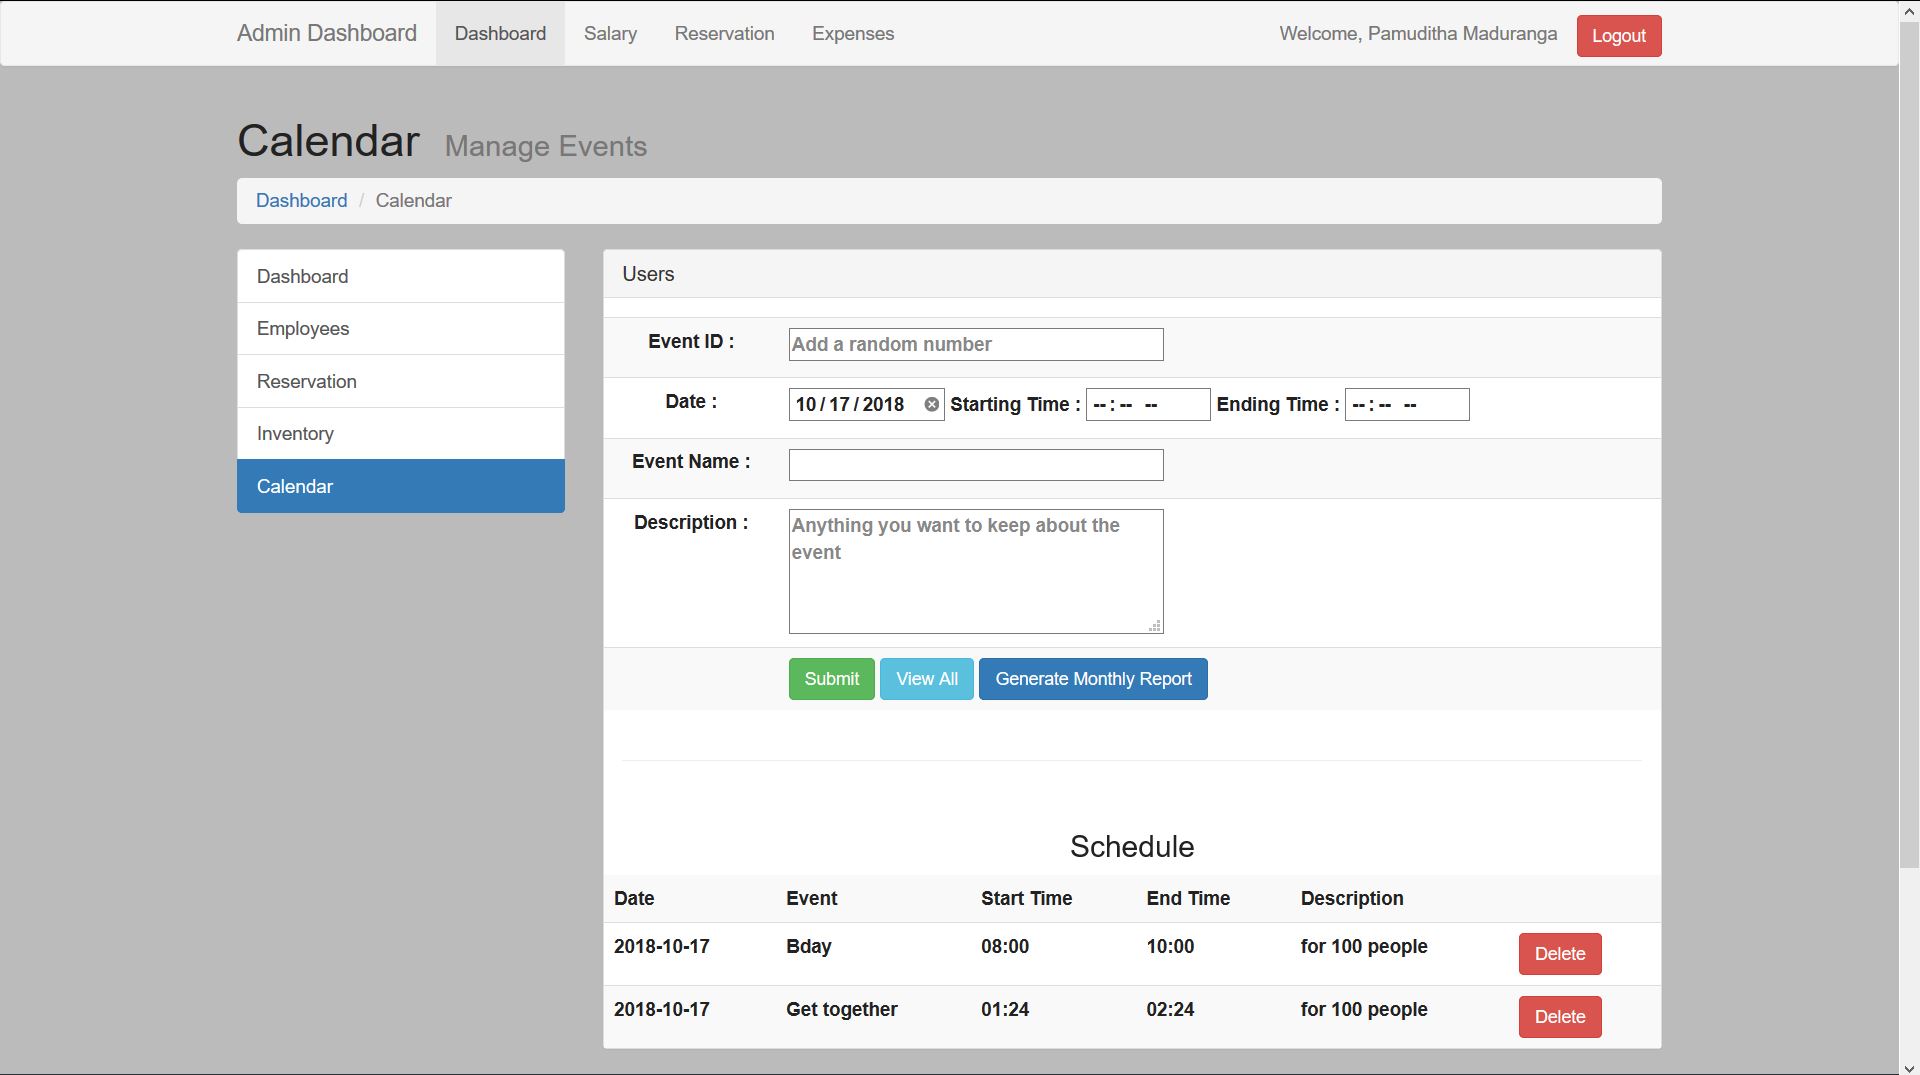 Admin Dashboard Dashboard Salary Reservation Expenses Welcome, Pamuditha Maduranga Logout
Calendar Manage Events
Dashboard / Calendar
Dashboard
Employees
Reservation
Inventory
Calendar
Users
Event ID : Add a random number
Date : 10/17/2018 Starting Time : --:-- -- Ending Time : --:-- --
Event Name :
Description : Anything you want to keep about the
event
Submit View All Generate Monthly Report
Schedule
Date Event Start Time End Time Description
2018-10-17 Bday 08:00 10:00 for 100 people Delete
2018-10-17 Get together 01:24 02:24 for 100 people Delete